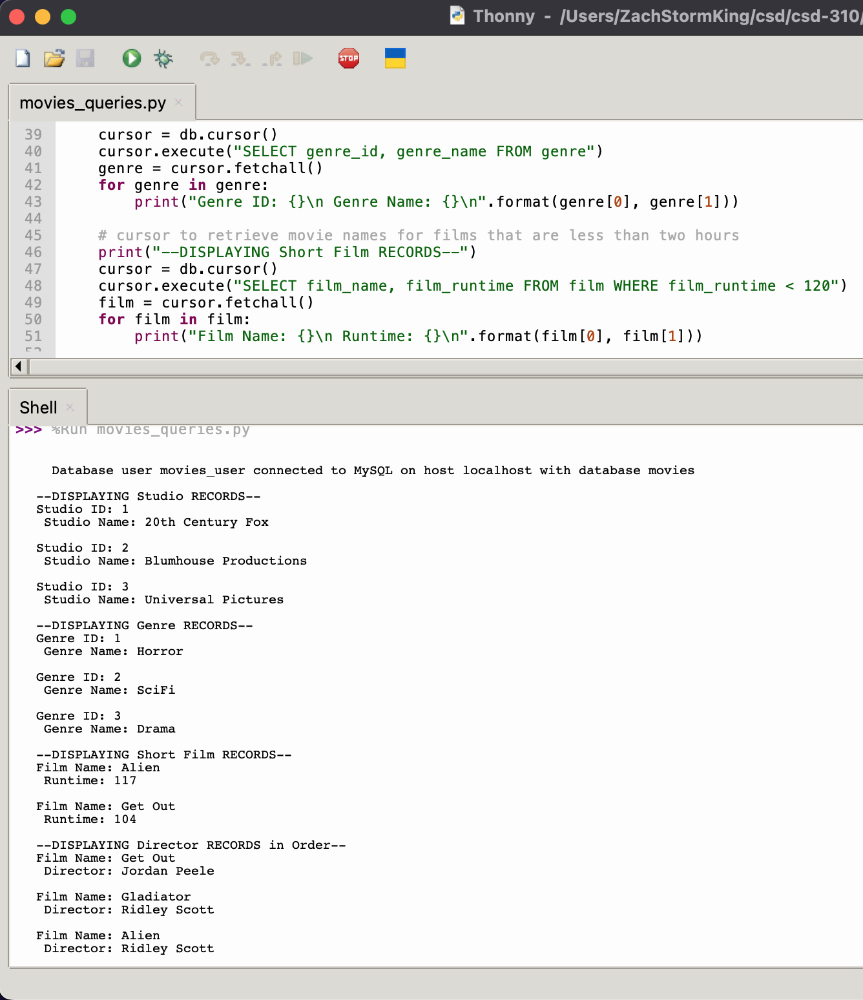 Thonny - /Users/ZachStormKing/csd/csd-310/
STOP
movies_queries.py
39 cursor = db.cursor()
40 cursor.execute("SELECT genre_id, genre_name FROM genre")
41 genre = cursor.fetchall()
42 for genre in genre:
43 print("Genre ID: {}\n Genre Name: {}\n".format(genre[0], genre[1]))
44
45 # cursor to retrieve movie names for films that are less than two hours
46 print("--DISPLAYING Short Film RECORDS--")
47 cursor = db.cursor()
48 cursor.execute("SELECT film_name, film_runtime FROM film WHERE film_runtime < 120")
49 film = cursor.fetchall()
50 for film in film:
51 print("Film Name: {}\n Runtime: {}\n".format(film[0], film[1]))
52
Shell
>>> %Run movies_queries.py
Database user movies_user connected to MySQL on host localhost with database movies
--DISPLAYING Studio RECORDS--
Studio ID: 1
Studio Name: 20th Century Fox
Studio ID: 2
Studio Name: Blumhouse Productions
Studio ID: 3
Studio Name: Universal Pictures
--DISPLAYING Genre RECORDS--
Genre ID: 1
Genre Name: Horror
Genre ID: 2
Genre Name: SciFi
Genre ID: 3
Genre Name: Drama
--DISPLAYING Short Film RECORDS--
Film Name: Alien
Runtime: 117
Film Name: Get Out
Runtime: 104
--DISPLAYING Director RECORDS in Order--
Film Name: Get Out
Director: Jordan Peele
Film Name: Gladiator
Director: Ridley Scott
Film Name: Alien
Director: Ridley Scott